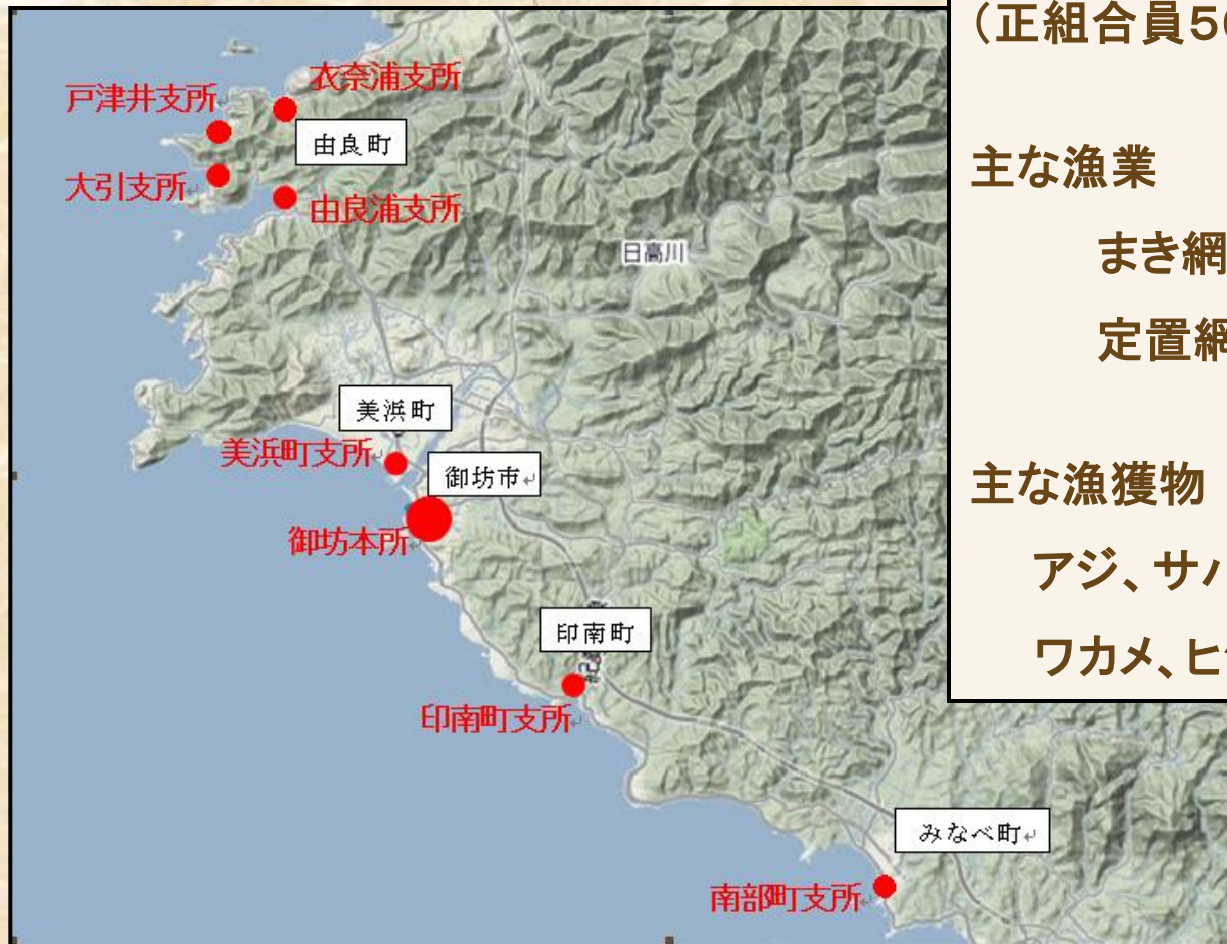 衣奈浦支所
戸津井支所
由良町
大引支所
由良浦支所
日高川
美浜町
美浜町支所
御坊市
御坊本所
印南町
印南町支所
みなべ町
南部町支所
(正組合員5
主な漁業
まき網
定置網
主な漁獲物
アジ、サバ
ワカメ、ヒ